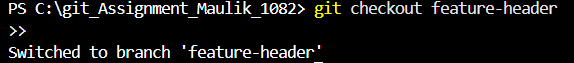 PS C:\git_Assignment_Maulik_1082> git checkout feature-header
>>
Switched to branch 'feature-header'